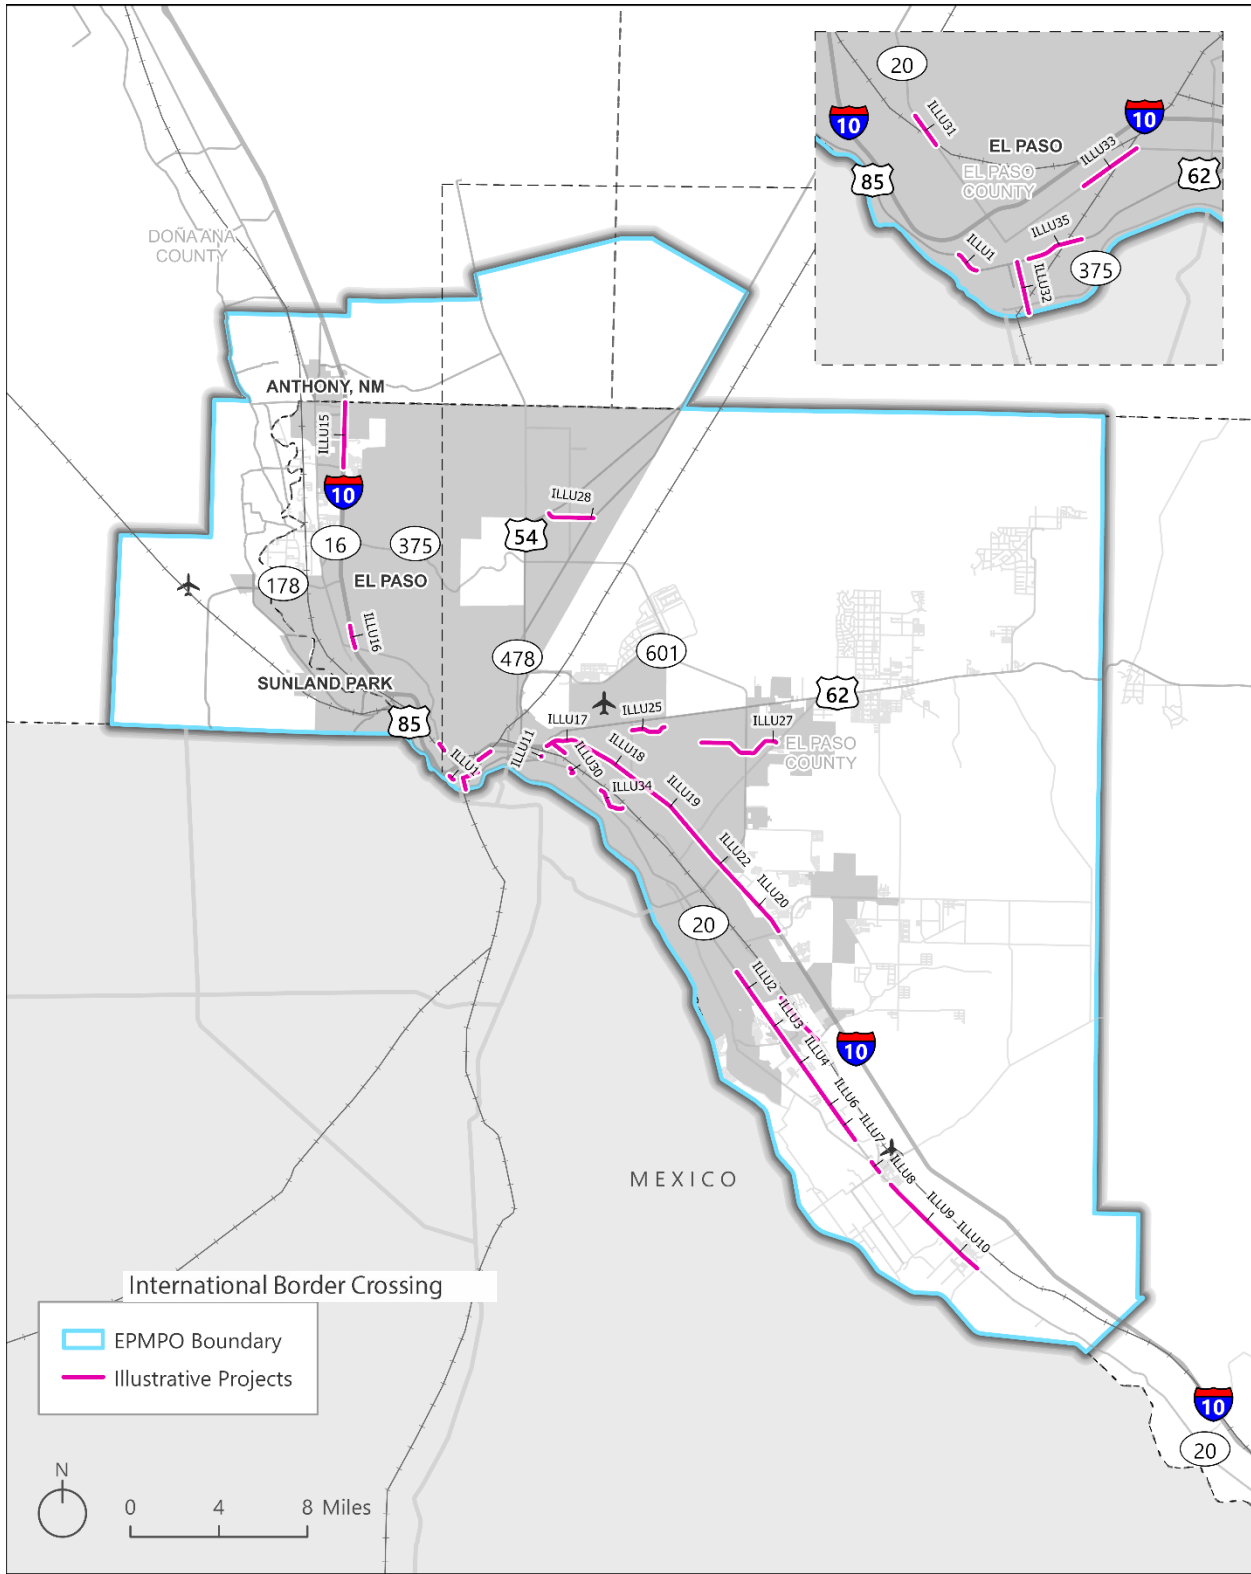 20
10
ILLU31
EL PASO
10
ILLU33
EL PASO
COUNTY
85
62
ILLU1
ILLU35
375
ILLU32
DOÑA ANA
COUNTY
ANTHONY, NM
ILLU15
10
ILLU28
54
16
375
178
EL PASO
ILLU16
478
601
SUNLAND PARK
62
85
ILLU25
ILLU17
ILLU27
ILLU11
ILLU18
EL PASO
COUNTY
ILLU1
ILLU30
ILLU34
ILLU19
ILLU22
ILLU20
20
ILLU2
ILLU3
10
ILLU4
ILLU6
ILLU7
ILLU8
MEXICO
ILLU9
ILLU10
International Border Crossing
EPMPO Boundary
Illustrative Projects
10
20
N
0 4 8 Miles